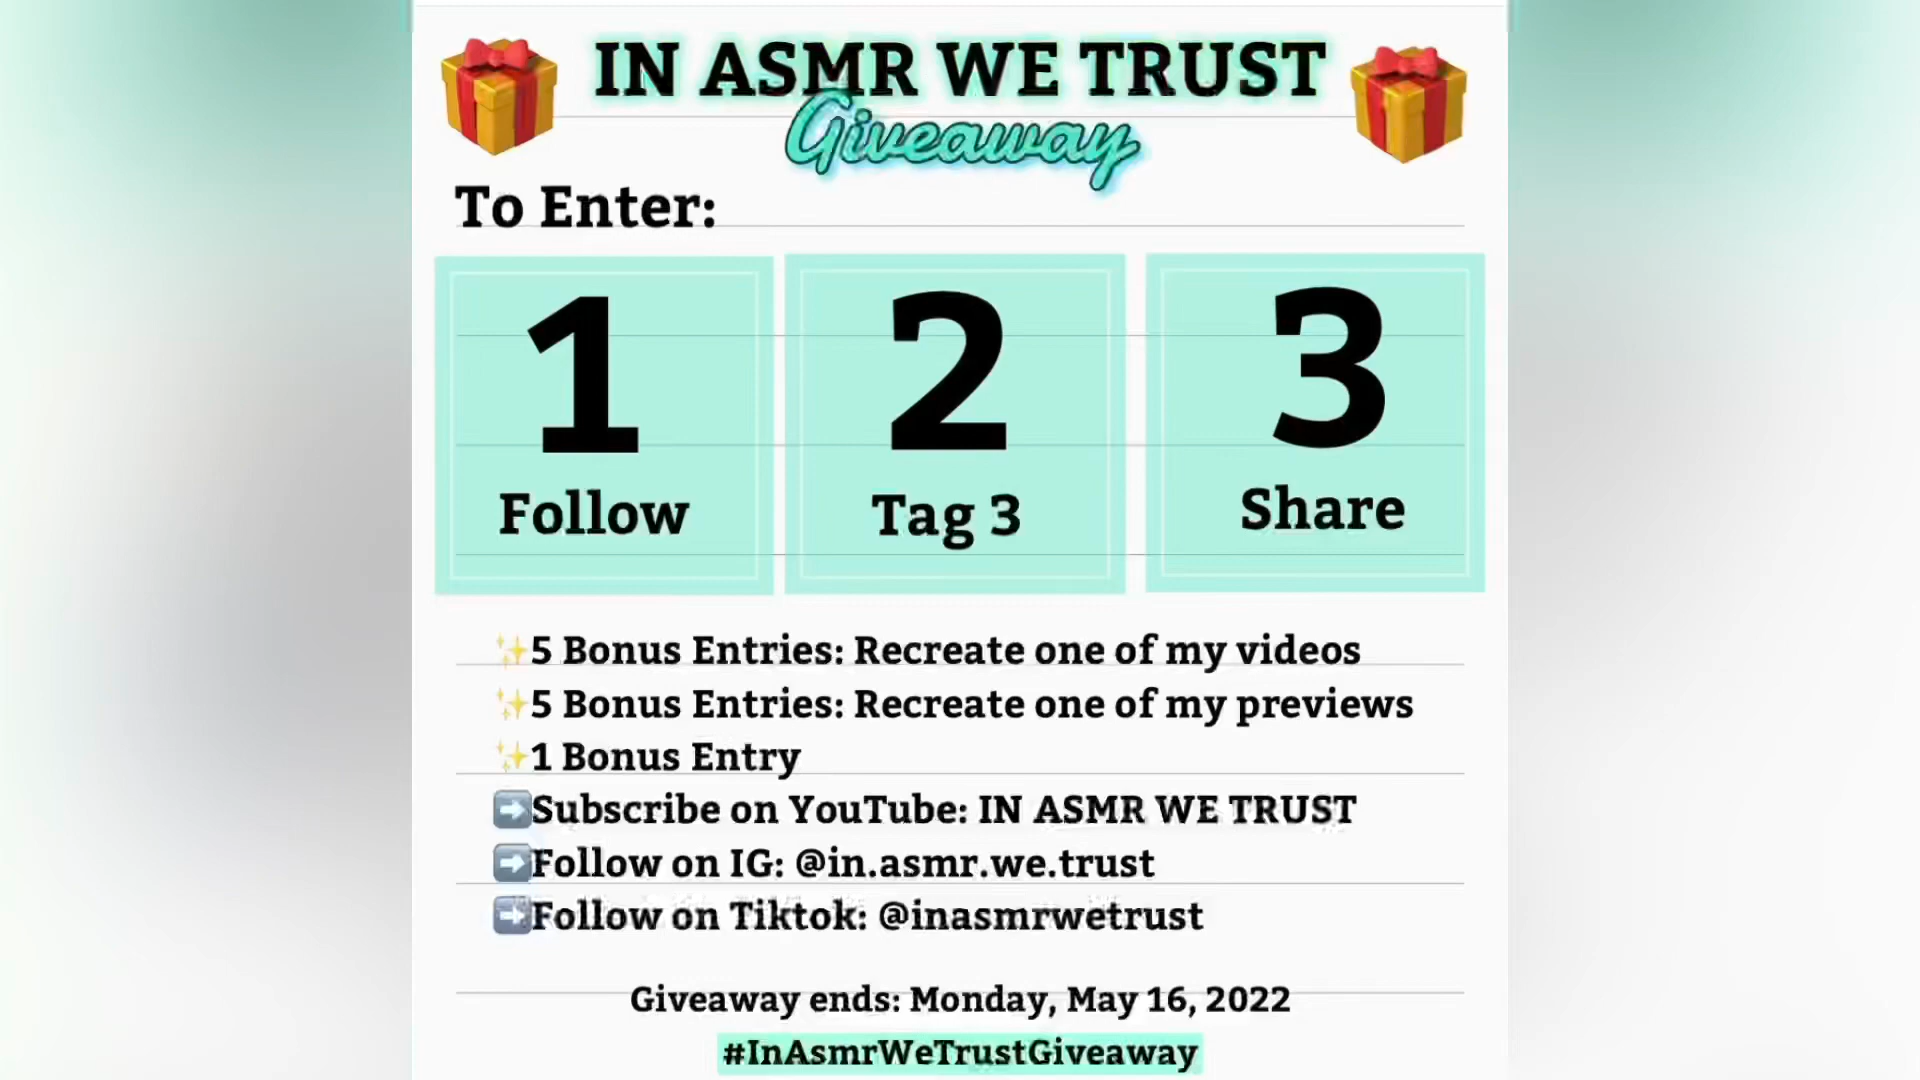 IN ASMR WE TRUST
Giveaway
To Enter:
1
Follow
2
Tag 3
3
Share
✨5 Bonus Entries: Recreate one of my videos
✨5 Bonus Entries: Recreate one of my previews
✨1 Bonus Entry
➡️Subscribe on YouTube: IN ASMR WE TRUST
➡️Follow on IG: @in.asmr.we.trust
➡️Follow on Tiktok: @inasmrwetrust
Giveaway ends: Monday, May 16, 2022
#InAsmrWeTrustGiveaway